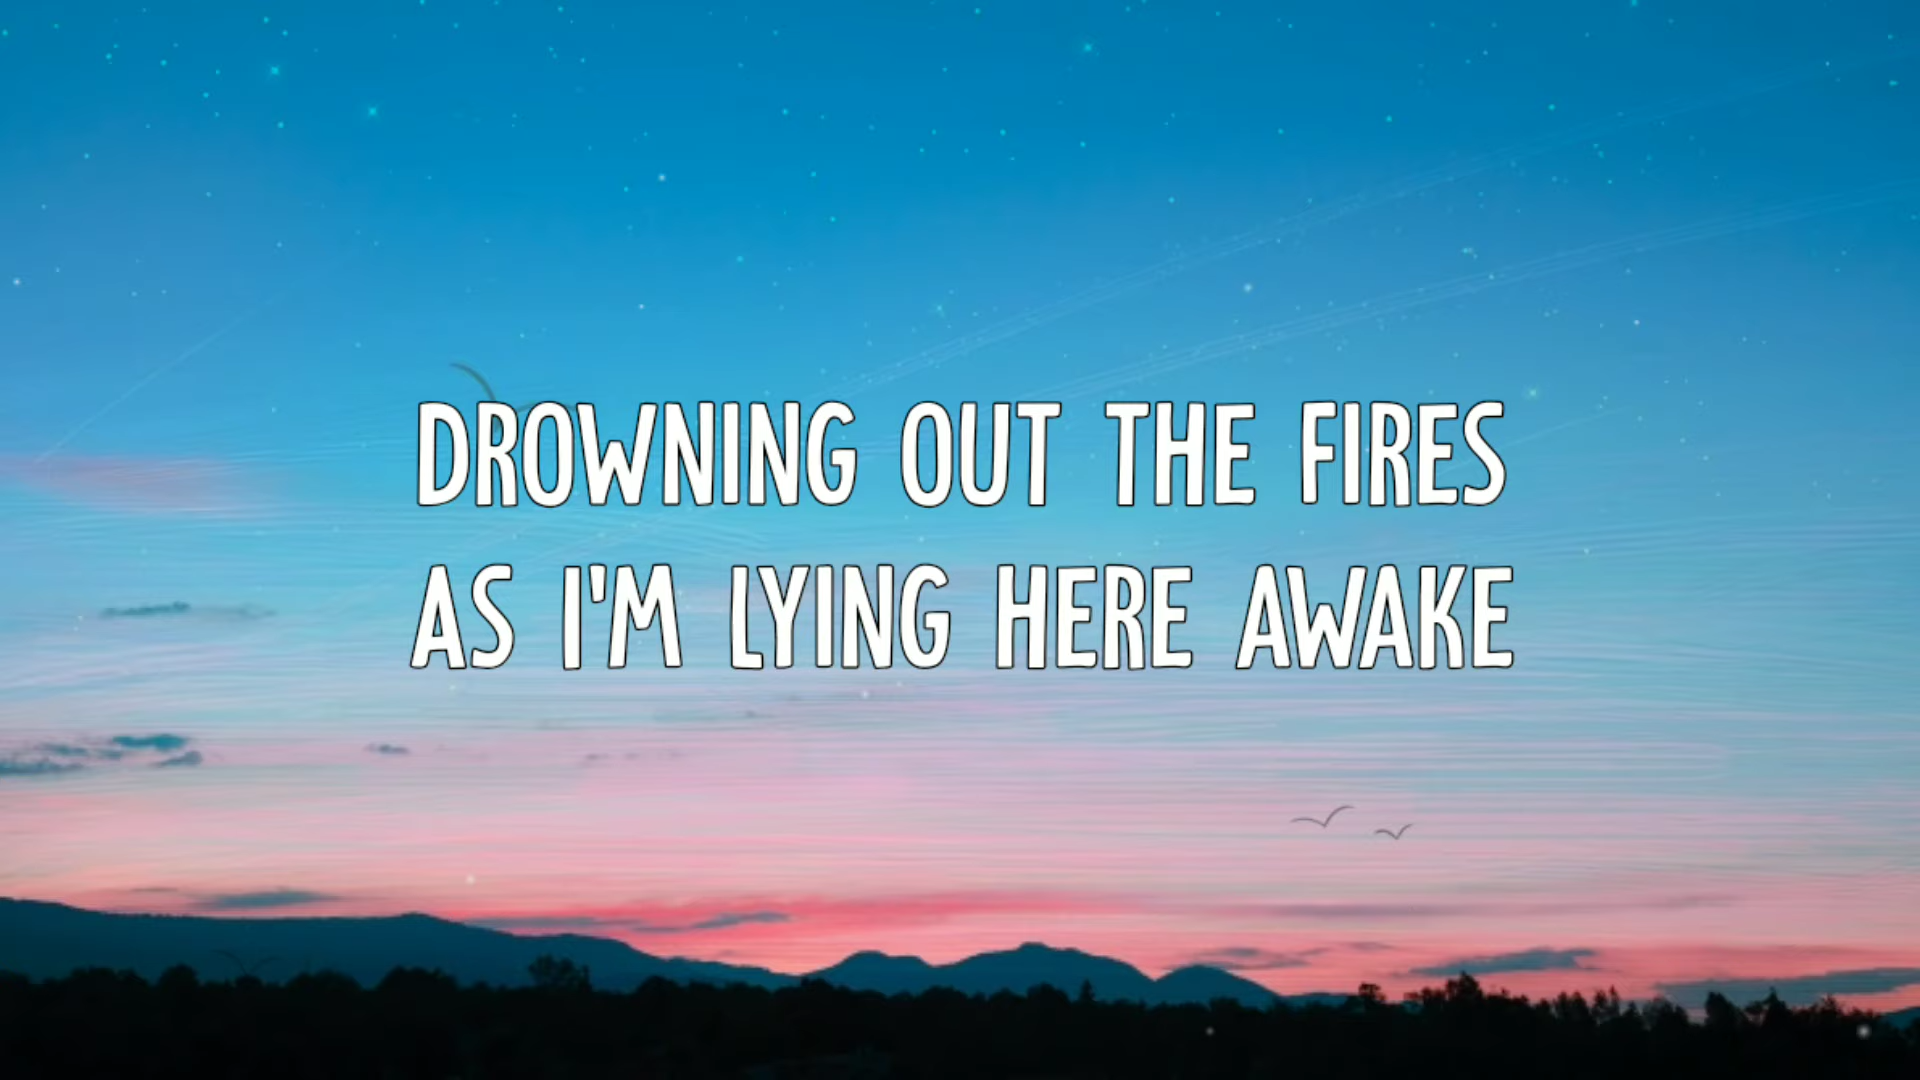 DROWNING OUT THE FIRES
AS I'M LYING HERE AWAKE